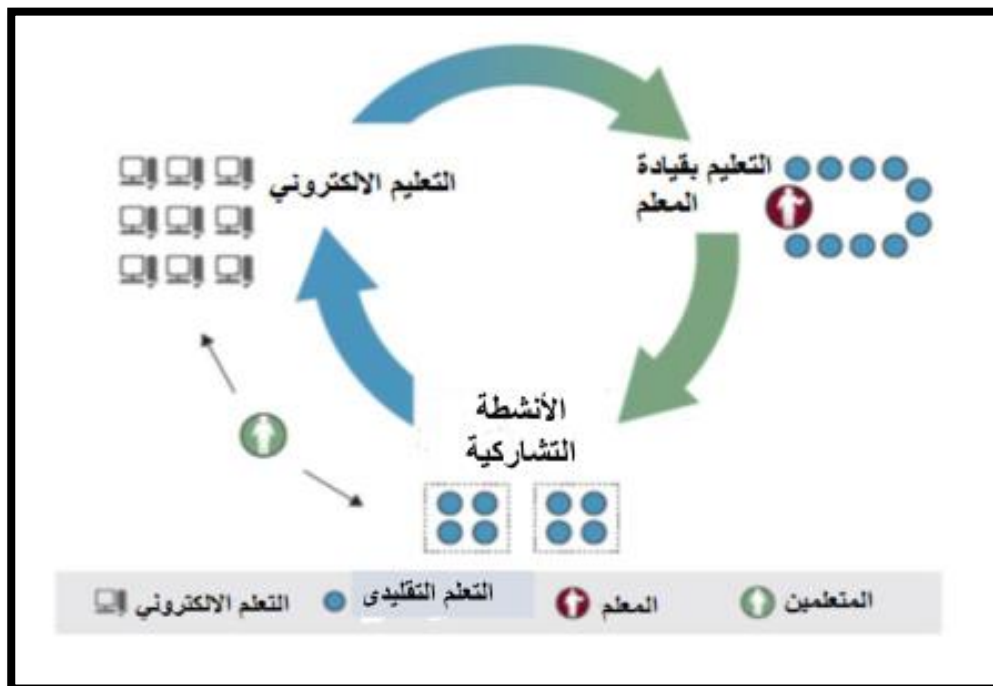 التعليم بقيادة
المعلم
التعليم الالكتروني
الأنشطة
التشاركية
المتعلمين
المعلم
التعلم التقليدى
التعلم الالكتروني